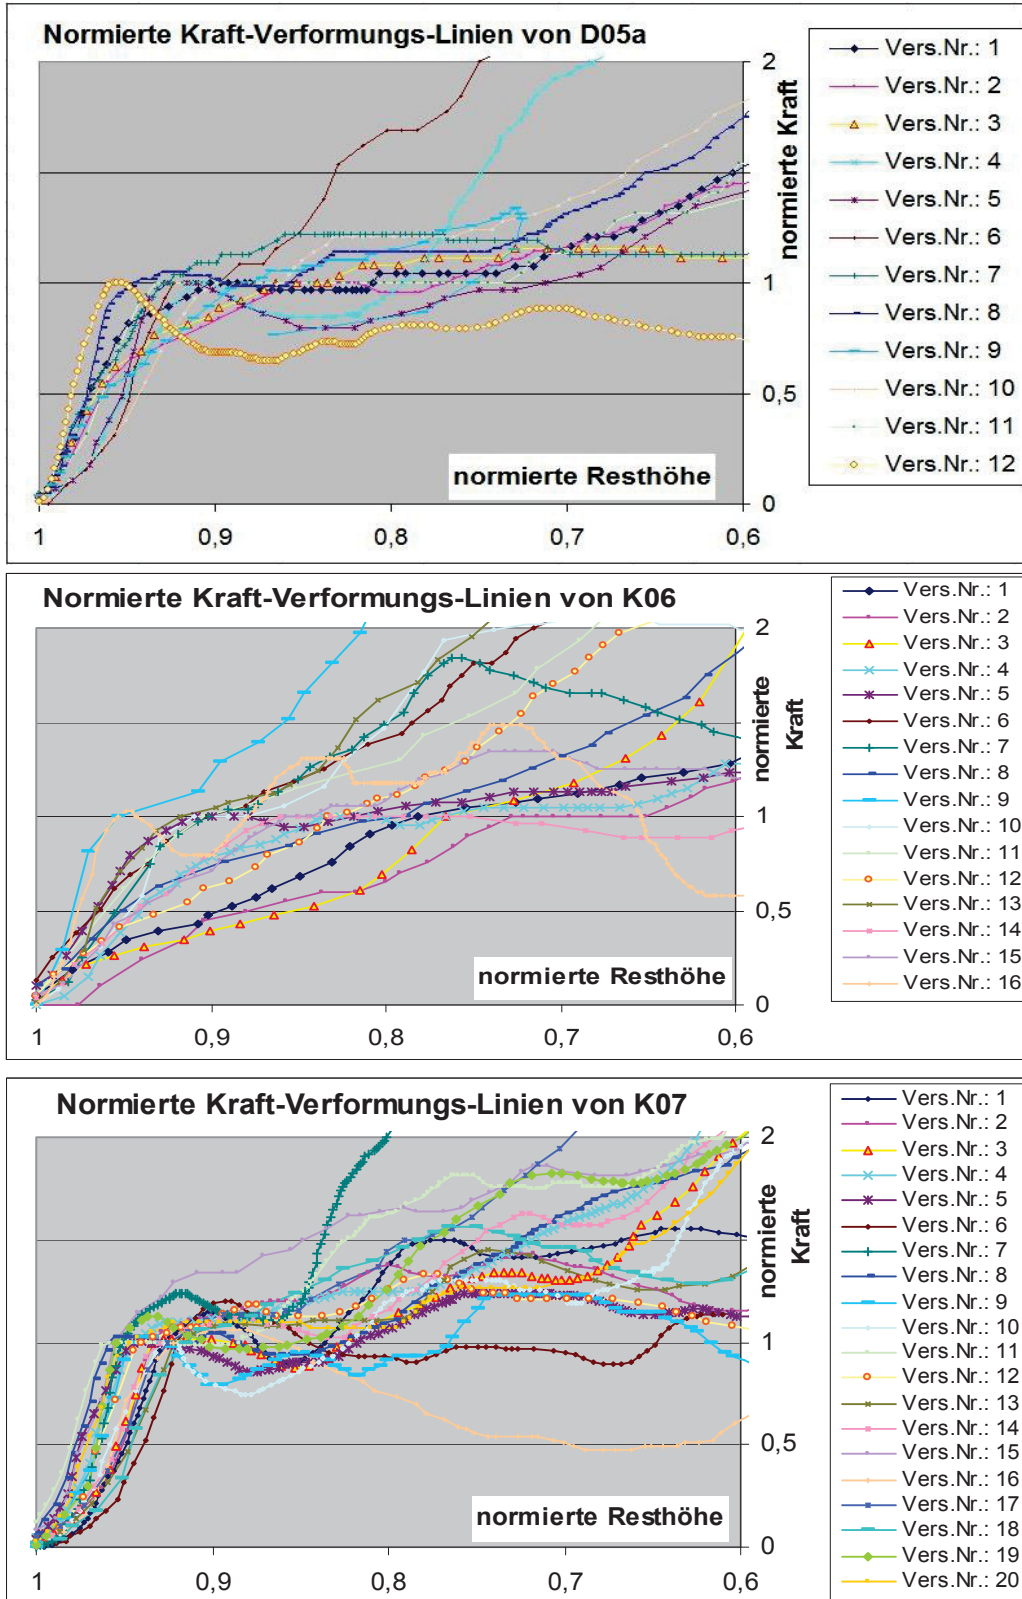 Normierte Kraft-Verformungs-Linien von D05a
2
normierte Kraft
1
0,5
0
normierte Resthöhe
1
0,9
0,8
0,7
0,6
Vers.Nr.: 1
Vers.Nr.: 2
Vers.Nr.: 3
Vers.Nr.: 4
Vers.Nr.: 5
Vers.Nr.: 6
Vers.Nr.: 7
Vers.Nr.: 8
Vers.Nr.: 9
Vers.Nr.: 10
Vers.Nr.: 11
Vers.Nr.: 12
Normierte Kraft-Verformungs-Linien von K06
2
normierte
Kraft
1
0,5
0
normierte Resthöhe
1
0,9
0,8
0,7
0,6
Vers.Nr.: 1
Vers.Nr.: 2
Vers.Nr.: 3
Vers.Nr.: 4
Vers.Nr.: 5
Vers.Nr.: 6
Vers.Nr.: 7
Vers.Nr.: 8
Vers.Nr.: 9
Vers.Nr.: 10
Vers.Nr.: 11
Vers.Nr.: 12
Vers.Nr.: 13
Vers.Nr.: 14
Vers.Nr.: 15
Vers.Nr.: 16
Normierte Kraft-Verformungs-Linien von K07
2
normierte
Kraft
1
0,5
0
normierte Resthöhe
1
0,9
0,8
0,7
0,6
Vers.Nr.: 1
Vers.Nr.: 2
Vers.Nr.: 3
Vers.Nr.: 4
Vers.Nr.: 5
Vers.Nr.: 6
Vers.Nr.: 7
Vers.Nr.: 8
Vers.Nr.: 9
Vers.Nr.: 10
Vers.Nr.: 11
Vers.Nr.: 12
Vers.Nr.: 13
Vers.Nr.: 14
Vers.Nr.: 15
Vers.Nr.: 16
Vers.Nr.: 17
Vers.Nr.: 18
Vers.Nr.: 19
Vers.Nr.: 20